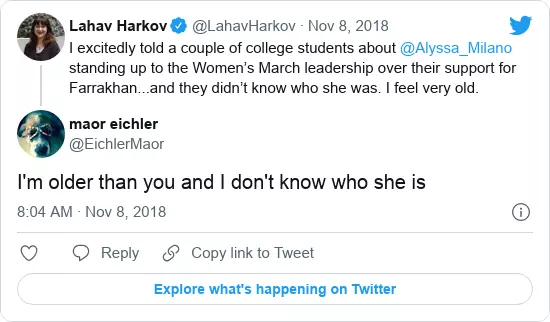 Lahav Harkov @LahavHarkov · Nov 8, 2018
I excitedly told a couple of college students about @Alyssa_Milano
standing up to the Women’s March leadership over their support for
Farrakhan...and they didn’t know who she was. I feel very old.
maor eichler
@EichlerMaor
I'm older than you and I don't know who she is
8:04 AM · Nov 8, 2018
Reply Copy link to Tweet
Explore what's happening on Twitter